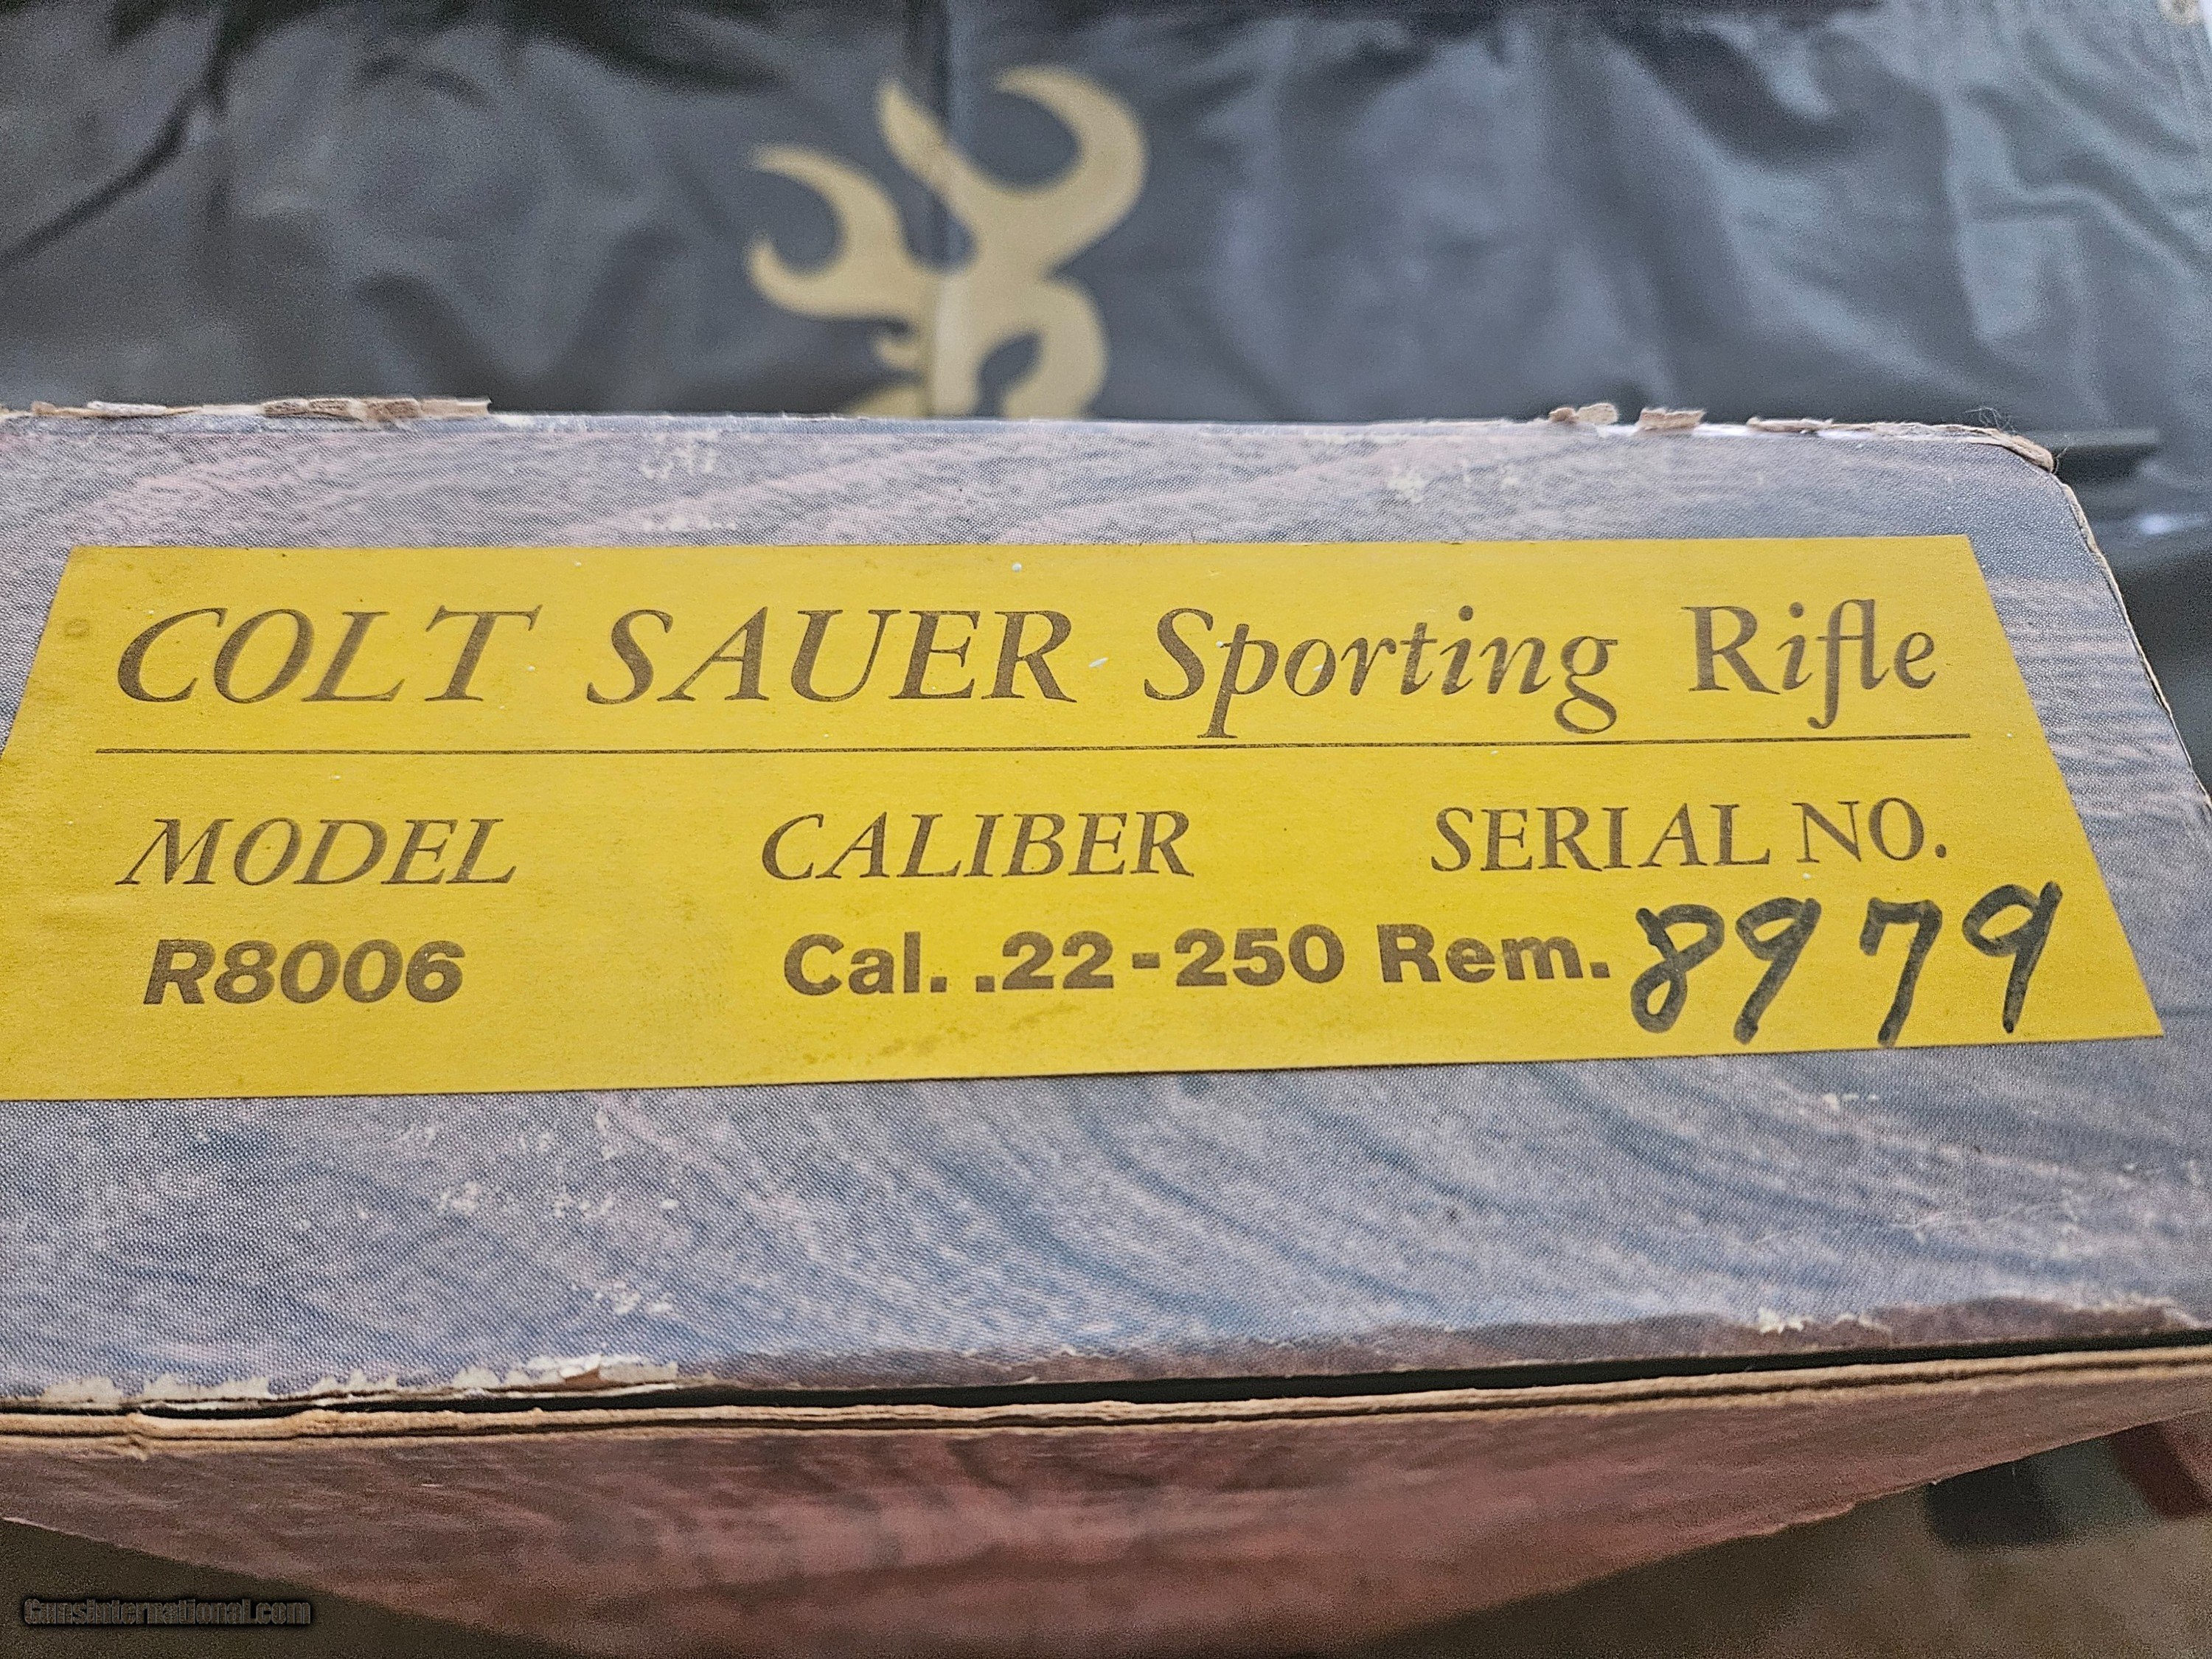 COLT SAUER Sporting Rifle
MODEL CALIBER SERIAL NO.
R8006 Cal. .22-250 Rem. 8979
GunsInternational.com